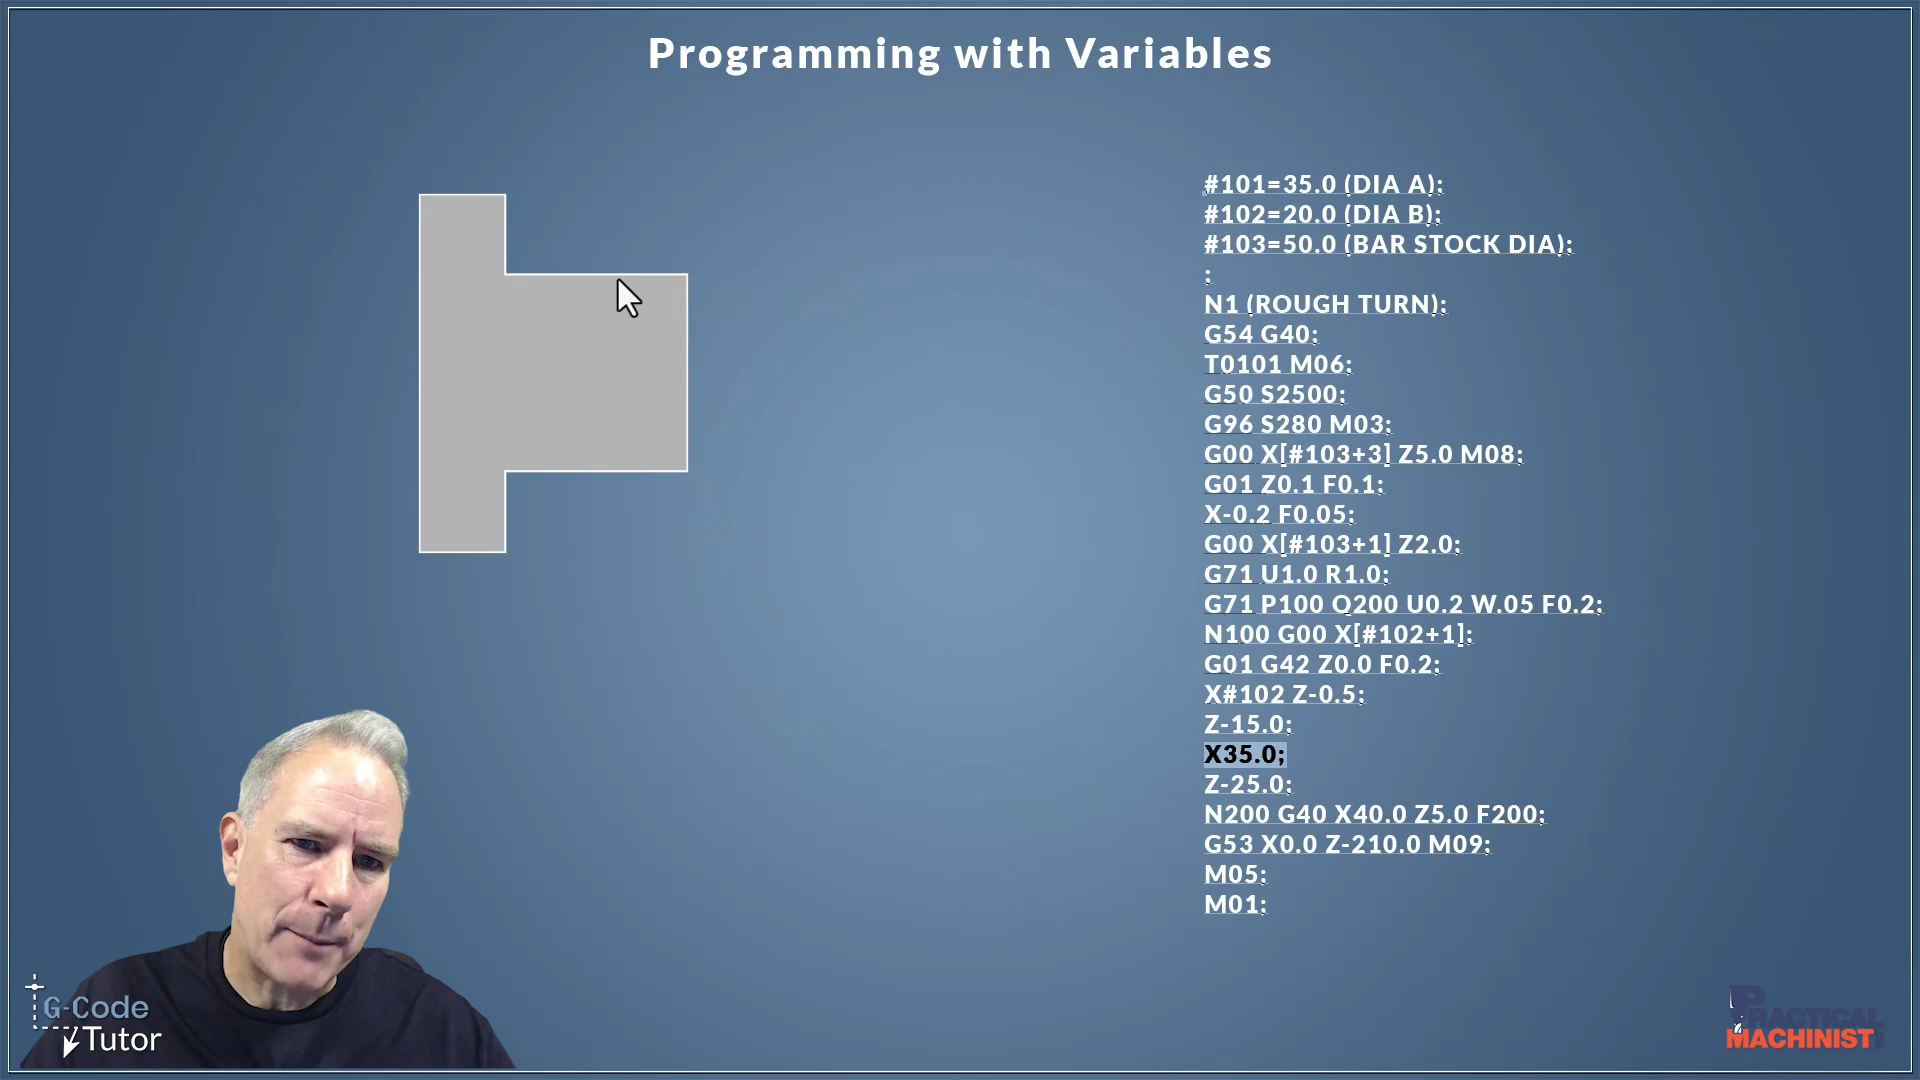 Programming with Variables
#101=35.0 (DIA A);
#102=20.0 (DIA B);
#103=50.0 (BAR STOCK DIA);
;
N1 (ROUGH TURN);
G54 G40;
T0101 M06;
G50 S2500;
G96 S280 M03;
G00 X[#103+3] Z5.0 M08;
G01 Z0.1 F0.1;
X-0.2 F0.05;
G00 X[#103+1] Z2.0;
G71 U1.0 R1.0;
G71 P100 Q200 U0.2 W.05 F0.2;
N100 G00 X[#102+1];
G01 G42 Z0.0 F0.2;
X#102 Z-0.5;
Z-15.0;
X35.0;
Z-25.0;
N200 G40 X40.0 Z5.0 F200;
G53 X0.0 Z-210.0 M09;
M05;
M01;
G-Code
Tutor
PRACTICAL
MACHINIST